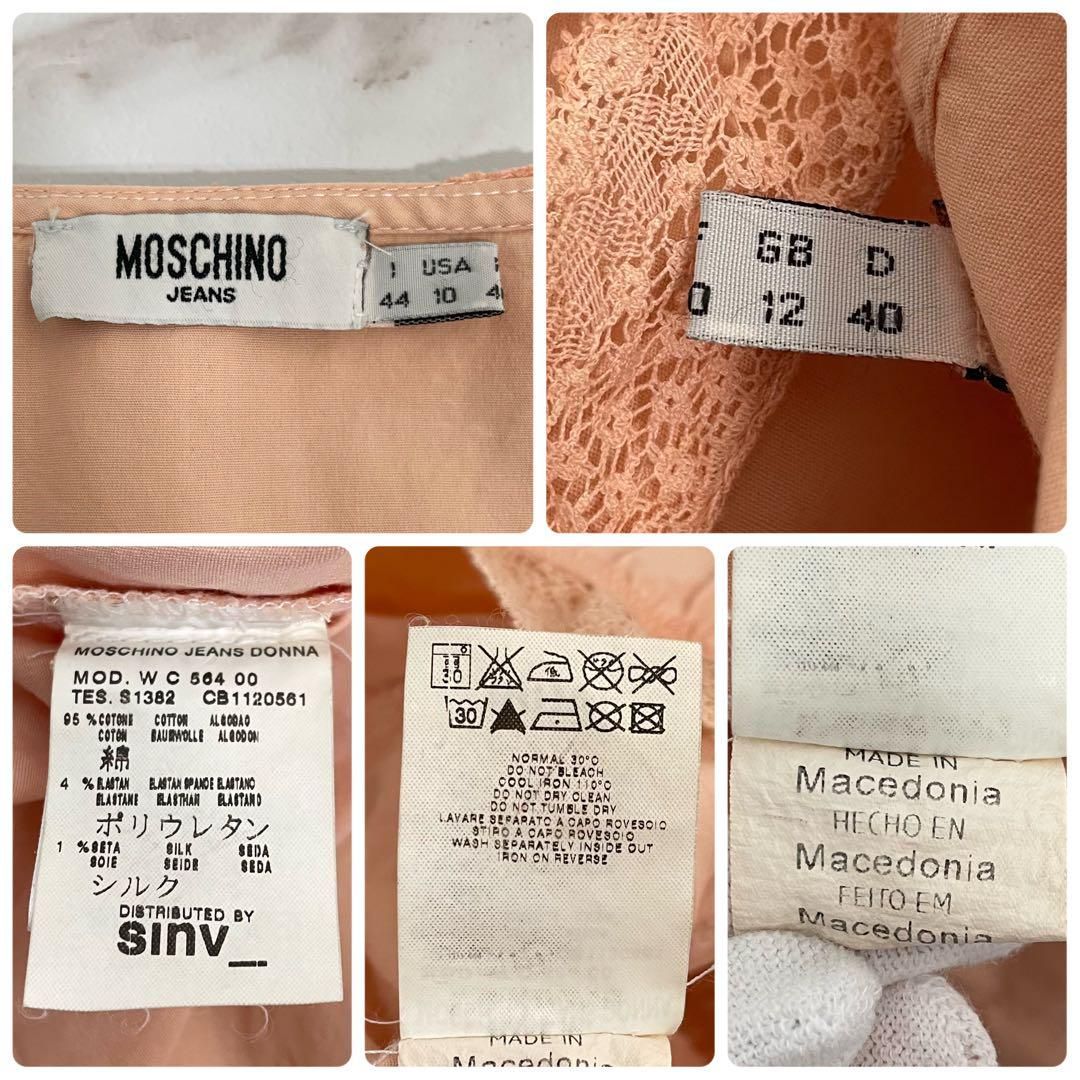 MOSCHINO
JEANS
I USA
44 10
GB D
12 40
MOSCHINO JEANS DONNA
MOD. W C 564 00
TES. S1382 CB1120561
95 % COTONE COTTON ALGODAO
COTON BAUMWOLLE ALGODON
綿
4 % ELASTAN ELASTAN SPANDE ELASTANO
ELASTANE ELASTHAN ELASTANO
ポリウレタン
1 % SETA SILK SEDA
SOIE SEIDE SEDA
シルク
DISTRIBUTED BY
sinv_
30
30
NORMAL 30°C
DO NOT BLEACH
COOL IRON 110°C
DO NOT DRY CLEAN
DO NOT TUMBLE DRY
LAVARE SEPARATO A CAPO ROVESCIO
STIRO A CAPO ROVESCIO
WASH SEPARATELY INSIDE OUT
IRON ON REVERSE
MADE IN
Macedonia
MADE IN
Macedonia
HECHO EN
Macedonia
FEITO EM
Macedonia